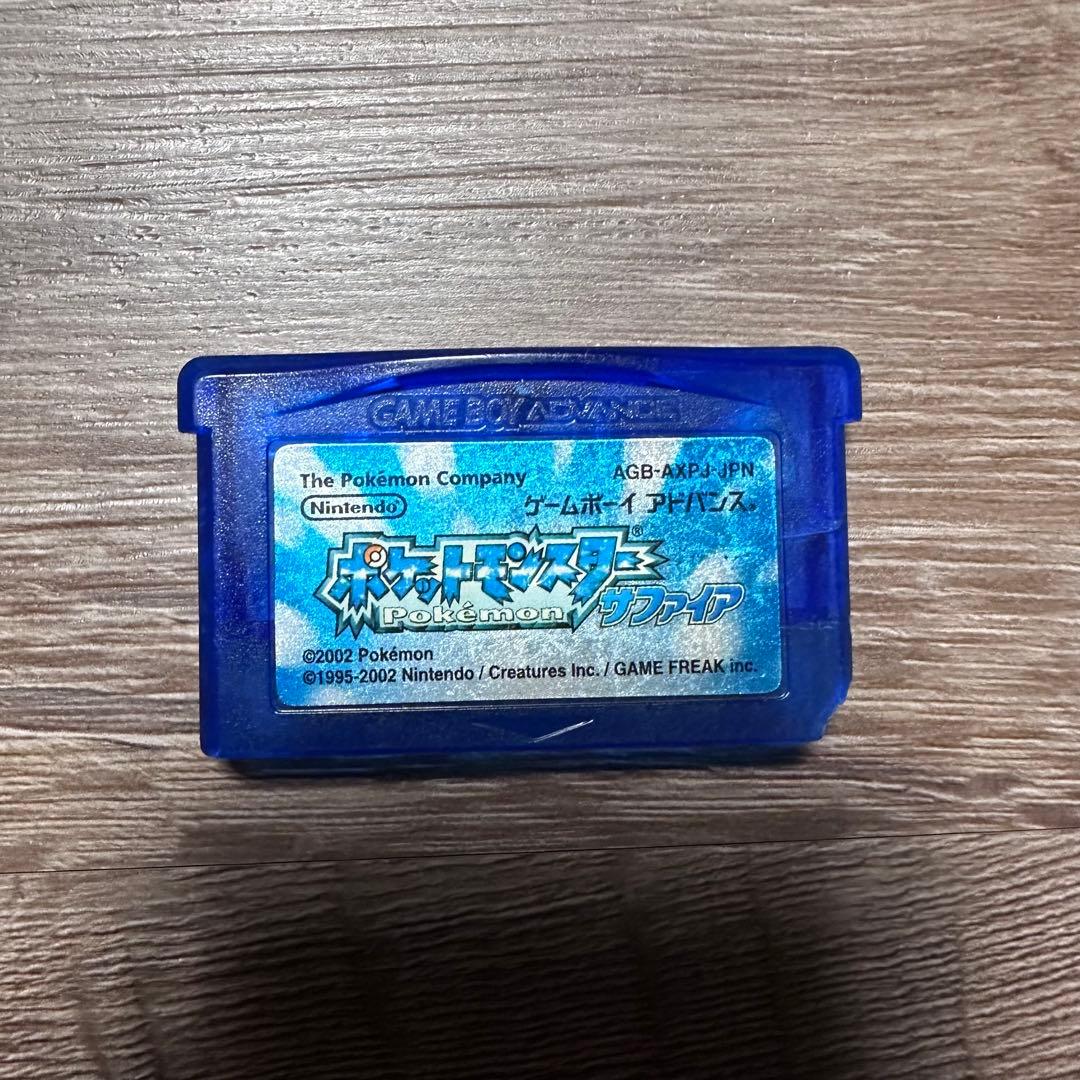 GAME BOY ADVANCE
The Pokémon Company AGB-AXPJ-JPN
Nintendo ゲームボーイ アドバンス®
ポケットモンスター®
Pokémon サファイア
©2002 Pokémon
©1995-2002 Nintendo / Creatures Inc. / GAME FREAK inc.